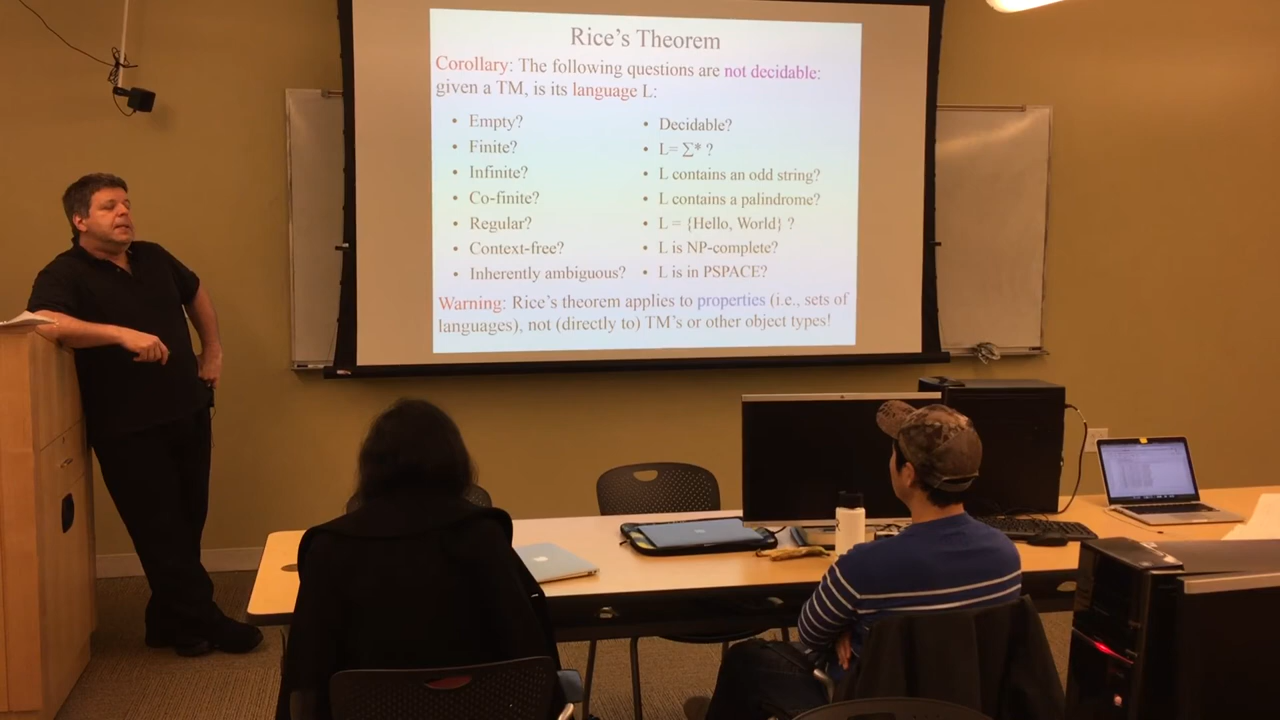 Rice's Theorem
Corollary: The following questions are not decidable:
given a TM, is its language L:
• Empty?
• Finite?
• Infinite?
• Co-finite?
• Regular?
• Context-free?
• Inherently ambiguous?
• Decidable?
• L= ∑* ?
• L contains an odd string?
• L contains a palindrome?
• L = {Hello, World} ?
• L is NP-complete?
• L is in PSPACE?
Warning: Rice's theorem applies to properties (i.e., sets of
languages), not (directly to) TM's or other object types!